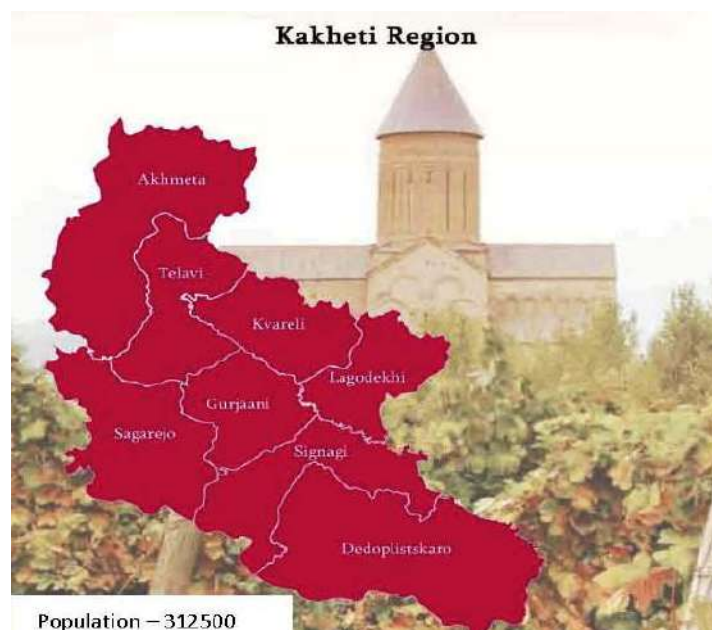 Kakheti Region
Akhmeta
Telavi
Kvareli
Lagodekhi
Gurjaani
Sagarejo
Signagi
Dedoplistskaro
Population – 312500